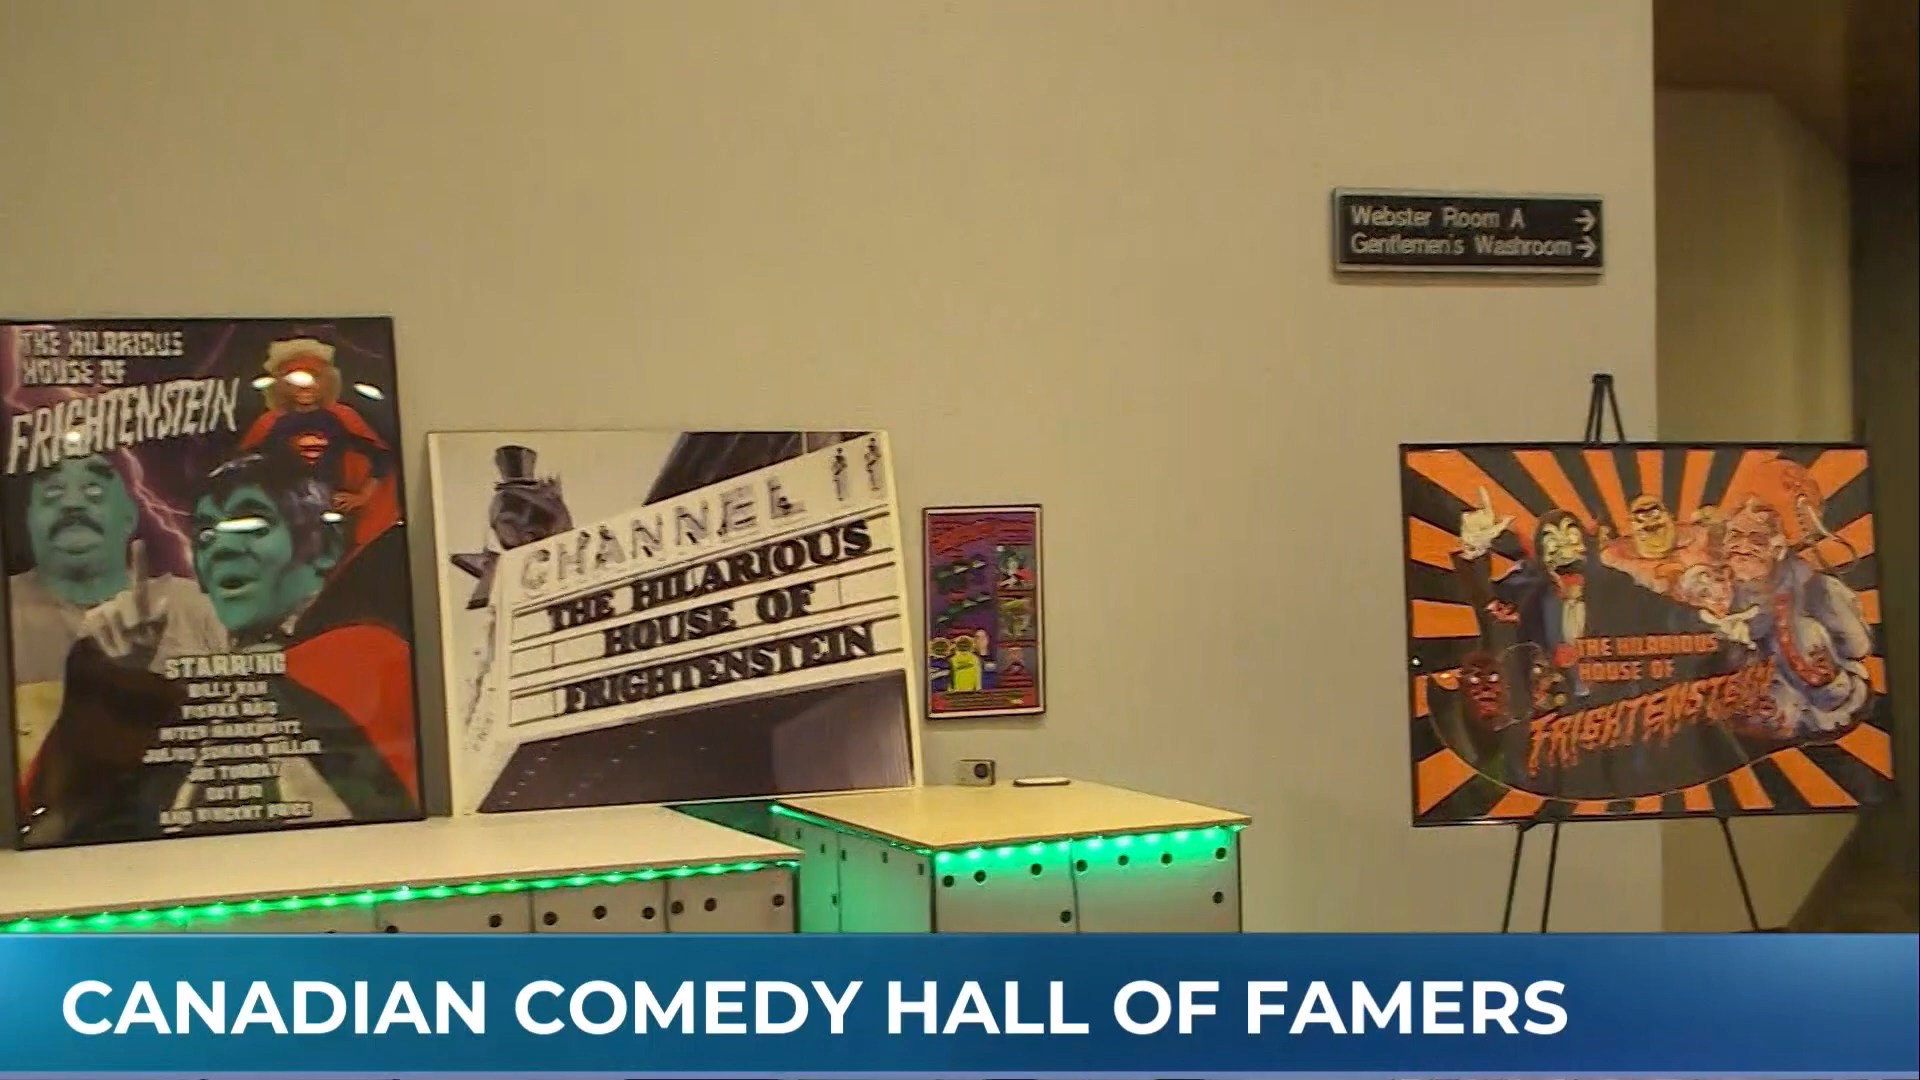 THE HILARIOUS
HOUSE OF
FRIGHTENSTEIN
STARRING
BILLY VAN
FISHKA RAIS
MITCH MARKOWITZ
JULIUS SUMNER MILLER
JOE TORBAY
GUY BIG
AND VINCENT PRICE
CHANNEL 11
THE HILARIOUS
HOUSE OF
FRIGHTENSTEIN
Webster Room A →
Gentlemen's Washroom →
THE HILARIOUS
HOUSE OF
FRIGHTENSTEIN
CANADIAN COMEDY HALL OF FAMERS